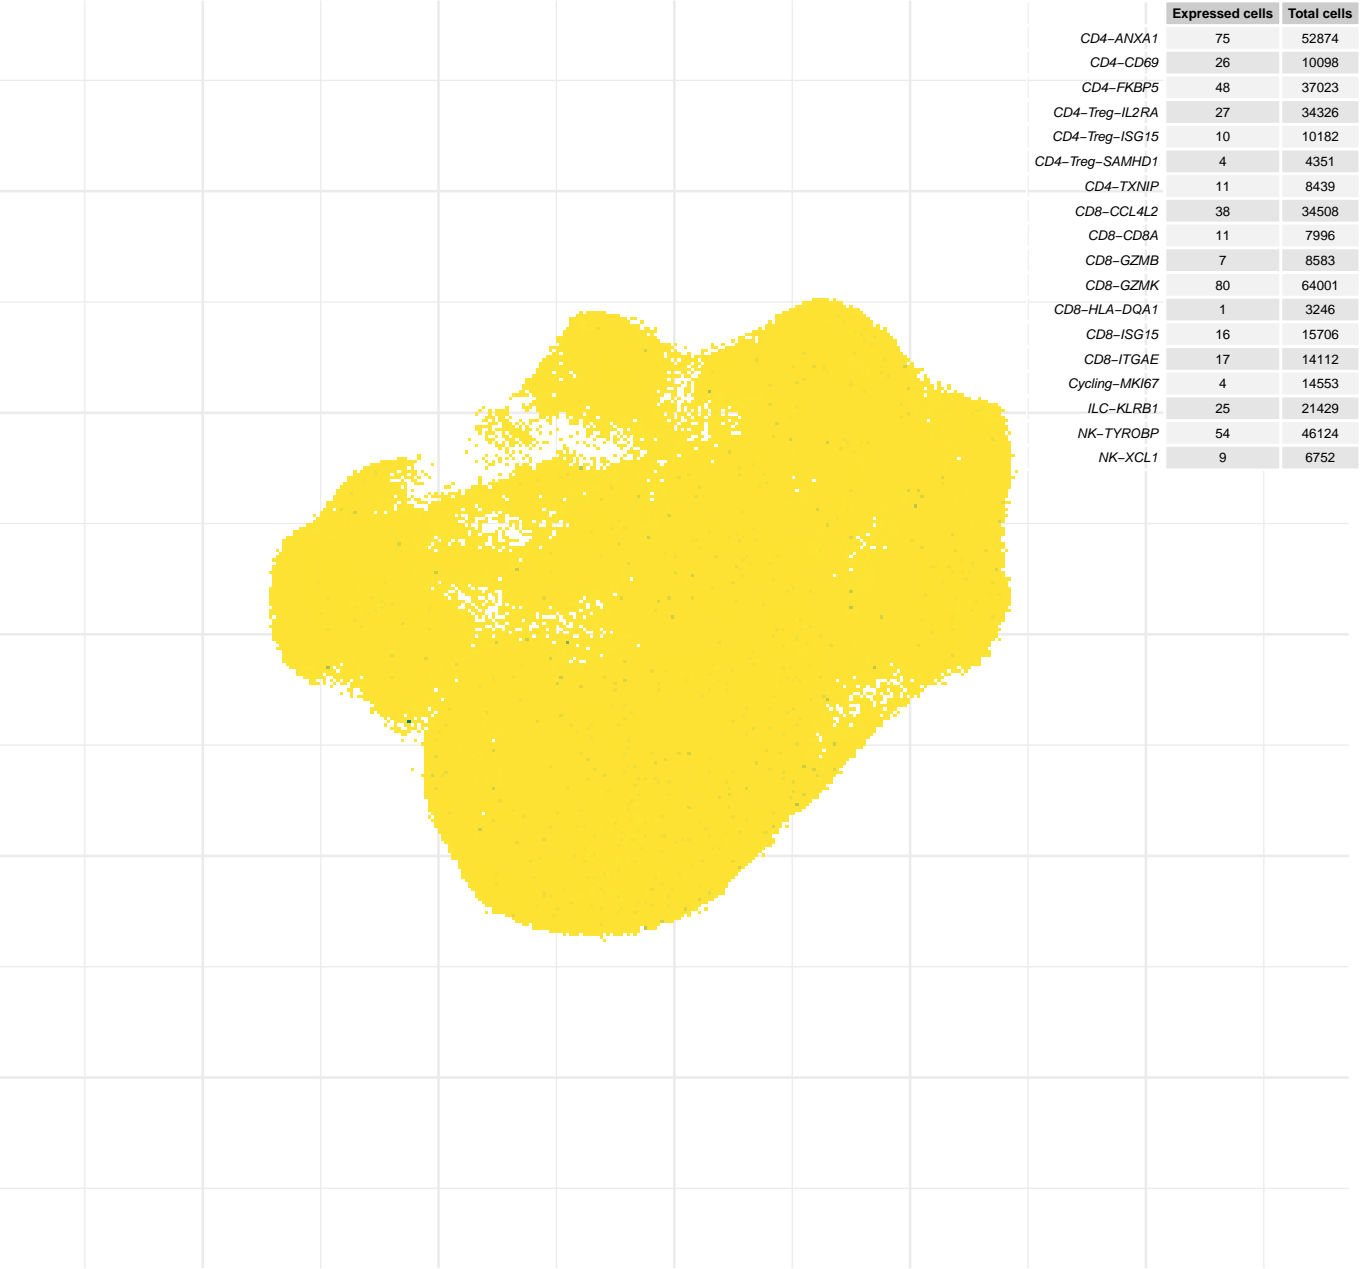 Expressed cells Total cells
CD4−ANXA1 75 52874
CD4−CD69 26 10098
CD4−FKBP5 48 37023
CD4−Treg−IL2RA 27 34326
CD4−Treg−ISG15 10 10182
CD4−Treg−SAMHD1 4 4351
CD4−TXNIP 11 8439
CD8−CCL4L2 38 34508
CD8−CD8A 11 7996
CD8−GZMB 7 8583
CD8−GZMK 80 64001
CD8−HLA−DQA1 1 3246
CD8−ISG15 16 15706
CD8−ITGAE 17 14112
Cycling−MKI67 4 14553
ILC−KLRB1 25 21429
NK−TYROBP 54 46124
NK−XCL1 9 6752